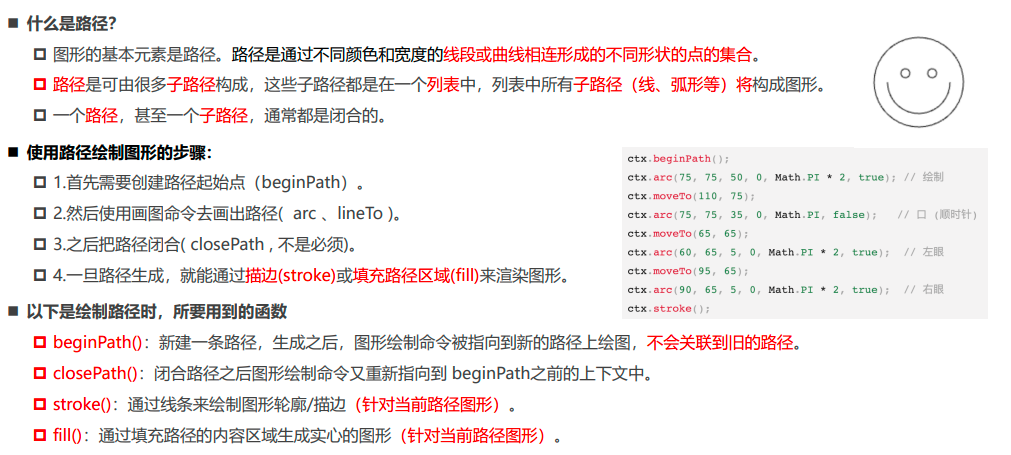 什么是路径？
图形的基本元素是路径。路径是通过不同颜色和宽度的线段或曲线相连形成的不同形状的点的集合。
路径是可由很多子路径构成，这些子路径都是在一个列表中，列表中所有子路径（线、弧形等）将构成图形。
一个路径，甚至一个子路径，通常都是闭合的。
使用路径绘制图形的步骤：
1.首先需要创建路径起始点（beginPath）。
2.然后使用画图命令去画出路径( arc 、lineTo )。
3.之后把路径闭合( closePath , 不是必须)。
4.一旦路径生成，就能通过描边(stroke)或填充路径区域(fill)来渲染图形。
ctx.beginPath();
ctx.arc(75, 75, 50, 0, Math.PI * 2, true); // 绘制
ctx.moveTo(110, 75);
ctx.arc(75, 75, 35, 0, Math.PI, false); // 口 (顺时针)
ctx.moveTo(65, 65);
ctx.arc(60, 65, 5, 0, Math.PI * 2, true); // 左眼
ctx.moveTo(95, 65);
ctx.arc(90, 65, 5, 0, Math.PI * 2, true); // 右眼
ctx.stroke();
以下是绘制路径时，所要用到的函数
beginPath()：新建一条路径，生成之后，图形绘制命令被指向到新的路径上绘图，不会关联到旧的路径。
closePath()：闭合路径之后图形绘制命令又重新指向到 beginPath之前的上下文中。
stroke()：通过线条来绘制图形轮廓/描边（针对当前路径图形）。
fill()：通过填充路径的内容区域生成实心的图形（针对当前路径图形）。